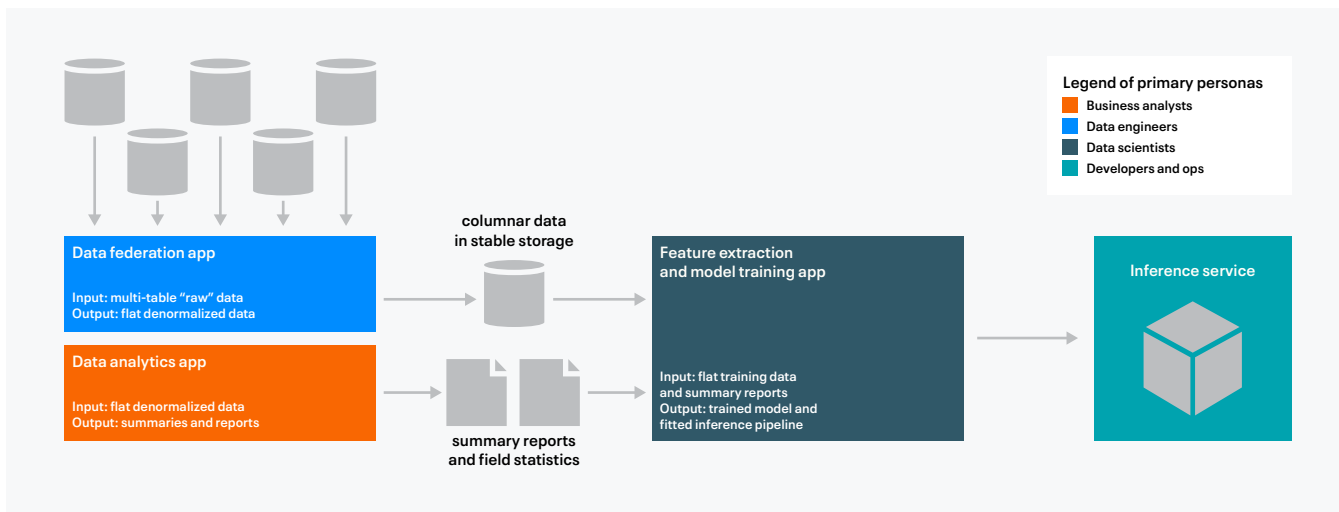 Legend of primary personas
Business analysts
Data engineers
Data scientists
Developers and ops
columnar data
in stable storage
Data federation app
Input: multi-table “raw” data
Output: flat denormalized data
Data analytics app
Input: flat denormalized data
Output: summaries and reports
summary reports
and field statistics
Feature extraction
and model training app
Input: flat training data
and summary reports
Output: trained model and
fitted inference pipeline
Inference service